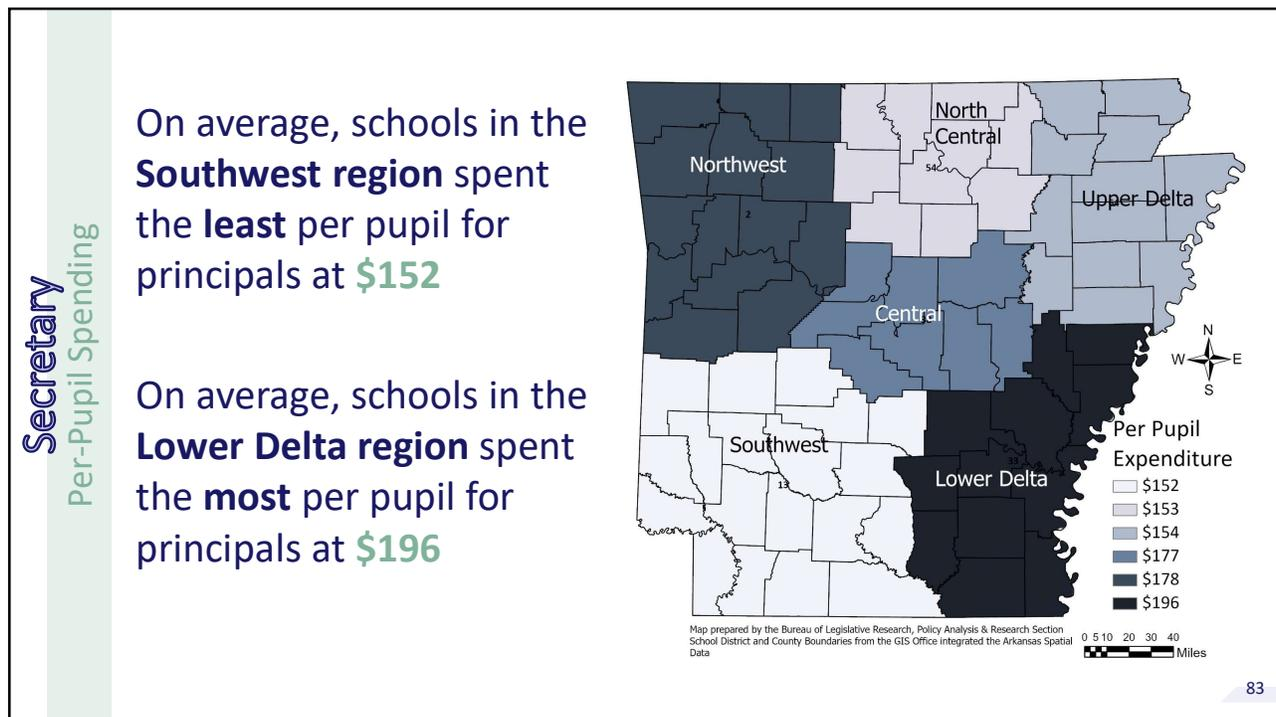 Secretary
Per-Pupil Spending
On average, schools in the
Southwest region spent
the least per pupil for
principals at $152
On average, schools in the
Lower Delta region spent
the most per pupil for
principals at $196
North
Central
Northwest
54
Upper Delta
2
Central
N
W E
S
Southwest
13
33
Lower Delta
Per Pupil
Expenditure
$152
$153
$154
$177
$178
$196
Map prepared by the Bureau of Legislative Research, Policy Analysis & Research Section
School District and County Boundaries from the GIS Office integrated the Arkansas Spatial
Data
0 5 10 20 30 40
Miles
83